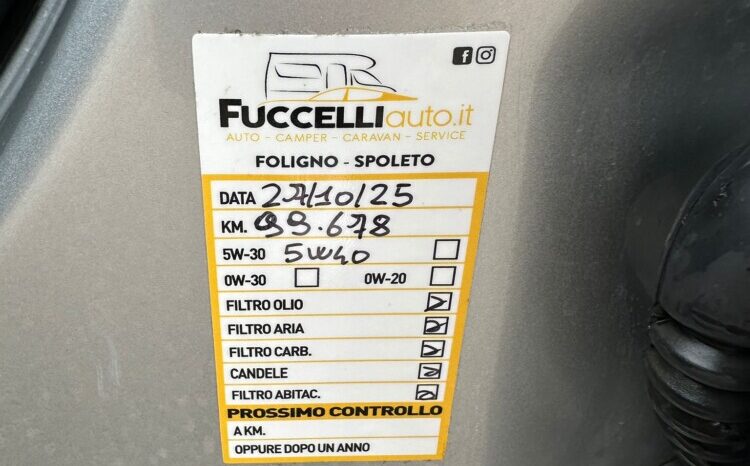 FUCCELLIauto.it
AUTO - CAMPER - CARAVAN - SERVICE
FOLIGNO - SPOLETO
DATA 27/10/25
KM. 99.678
5W-30 5W40
0W-30 0W-20
FILTRO OLIO
FILTRO ARIA
FILTRO CARB.
CANDELE
FILTRO ABITAC.
PROSSIMO CONTROLLO
A KM.
OPPURE DOPO UN ANNO